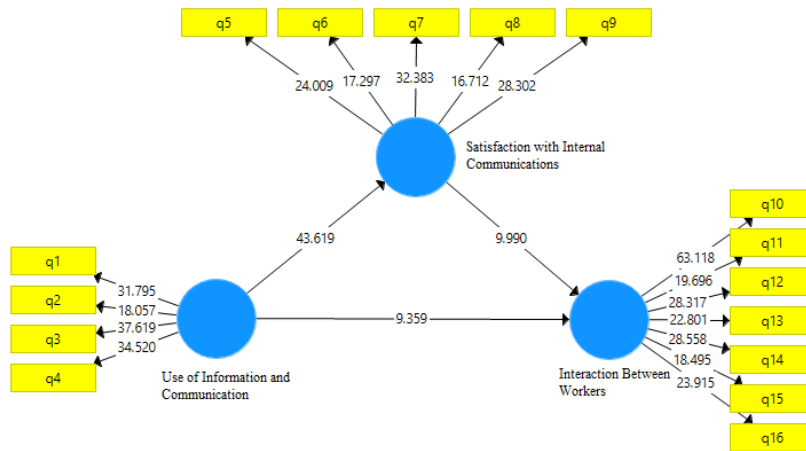 q5
q6
q7
q8
q9
24.009
17.297
32.383
16.712
28.302
Satisfaction with Internal
Communications
43.619
9.990
q1
q2
q3
q4
31.795
18.057
37.619
34.520
Use of Information and
Communication
9.359
Interaction Between
Workers
63.118
19.696
28.317
22.801
28.558
18.495
23.915
q10
q11
q12
q13
q14
q15
q16